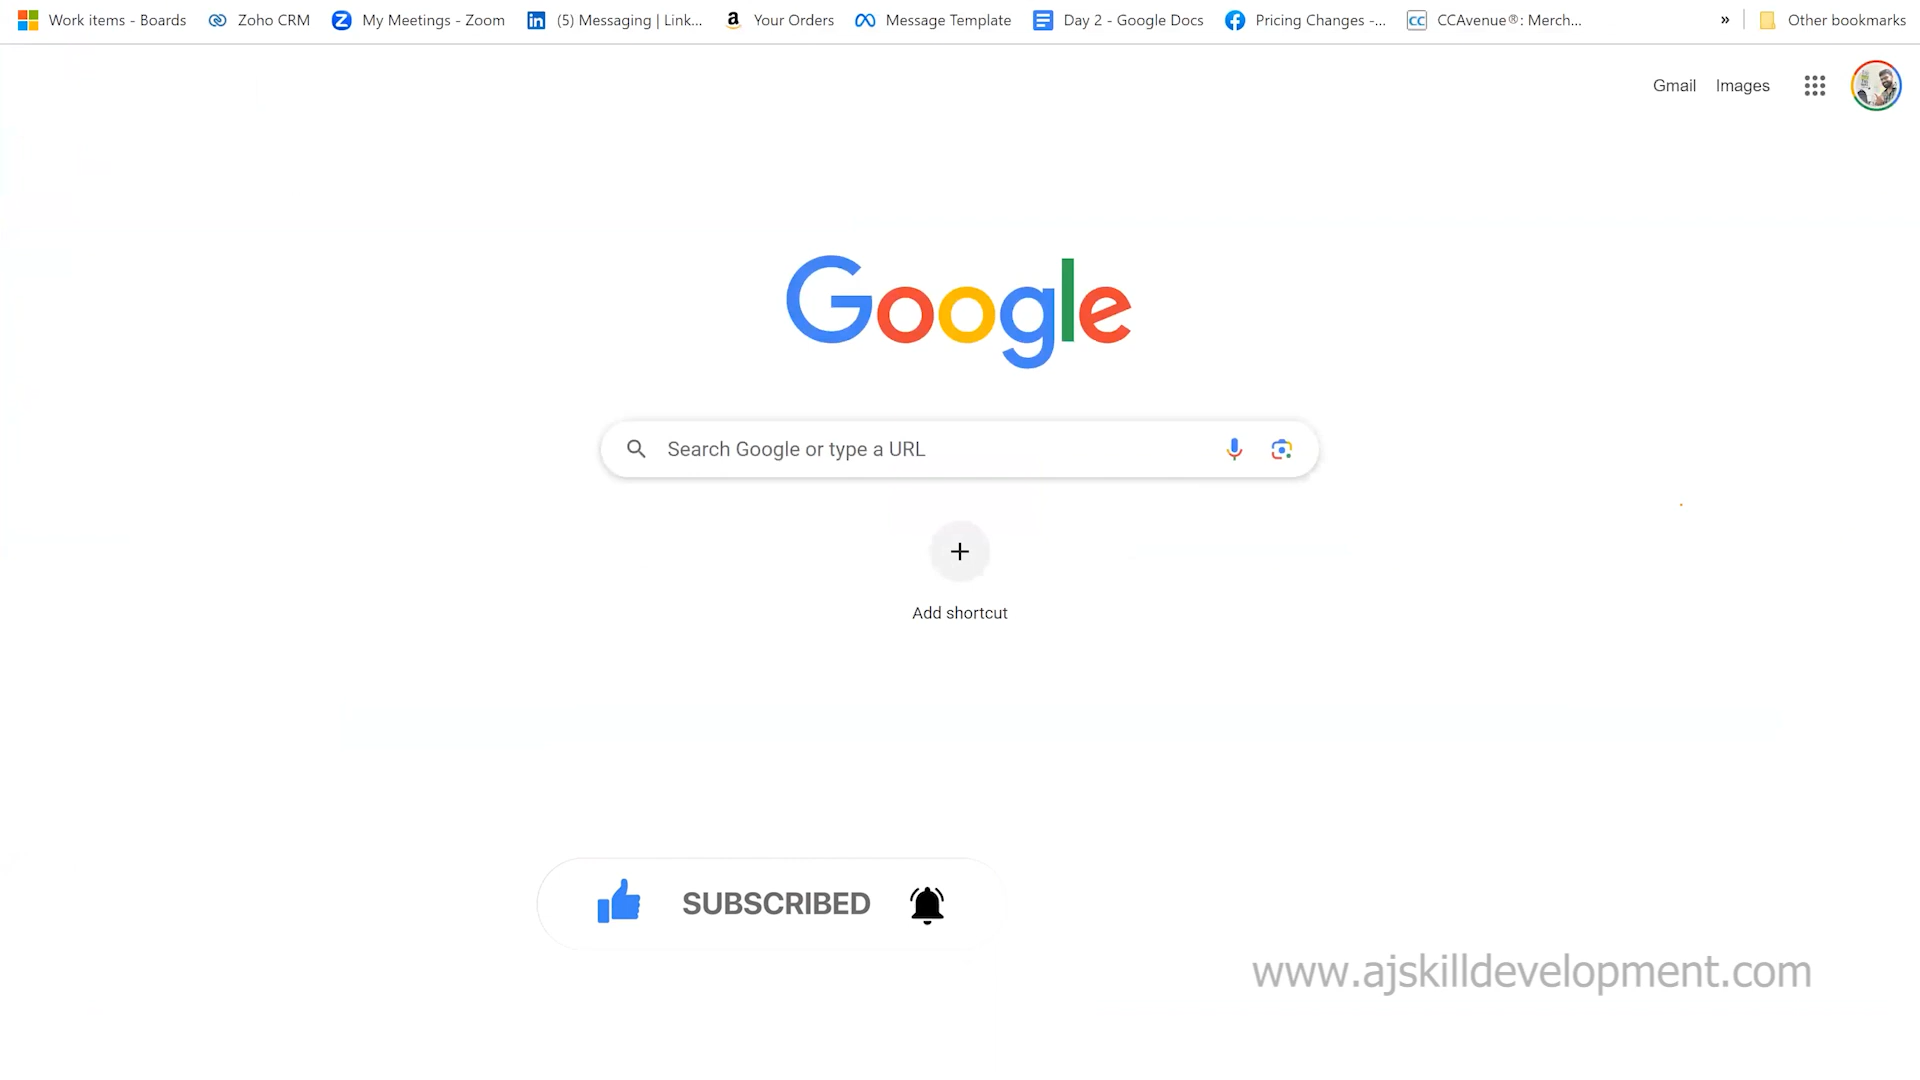 Work items - Boards
Zoho CRM
My Meetings - Zoom
(5) Messaging | Link...
Your Orders
Message Template
Day 2 - Google Docs
Pricing Changes -...
CCAvenue®: Merch...
»
Other bookmarks
Gmail
Images
Google
Search Google or type a URL
Add shortcut
SUBSCRIBED
www.ajskilldevelopment.com